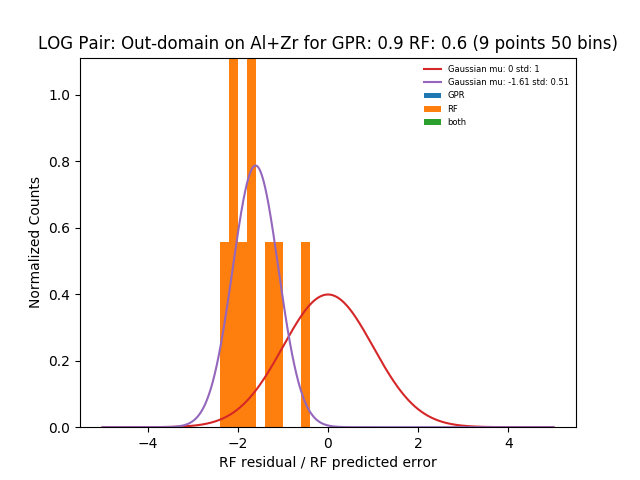 LOG Pair: Out-domain on Al+Zr for GPR: 0.9 RF: 0.6 (9 points 50 bins)
Gaussian mu: 0 std: 1
Gaussian mu: -1.61 std: 0.51
GPR
RF
both
1.0
0.8
0.6
0.4
0.2
0.0
Normalized Counts
−4
−2
0
2
4
RF residual / RF predicted error